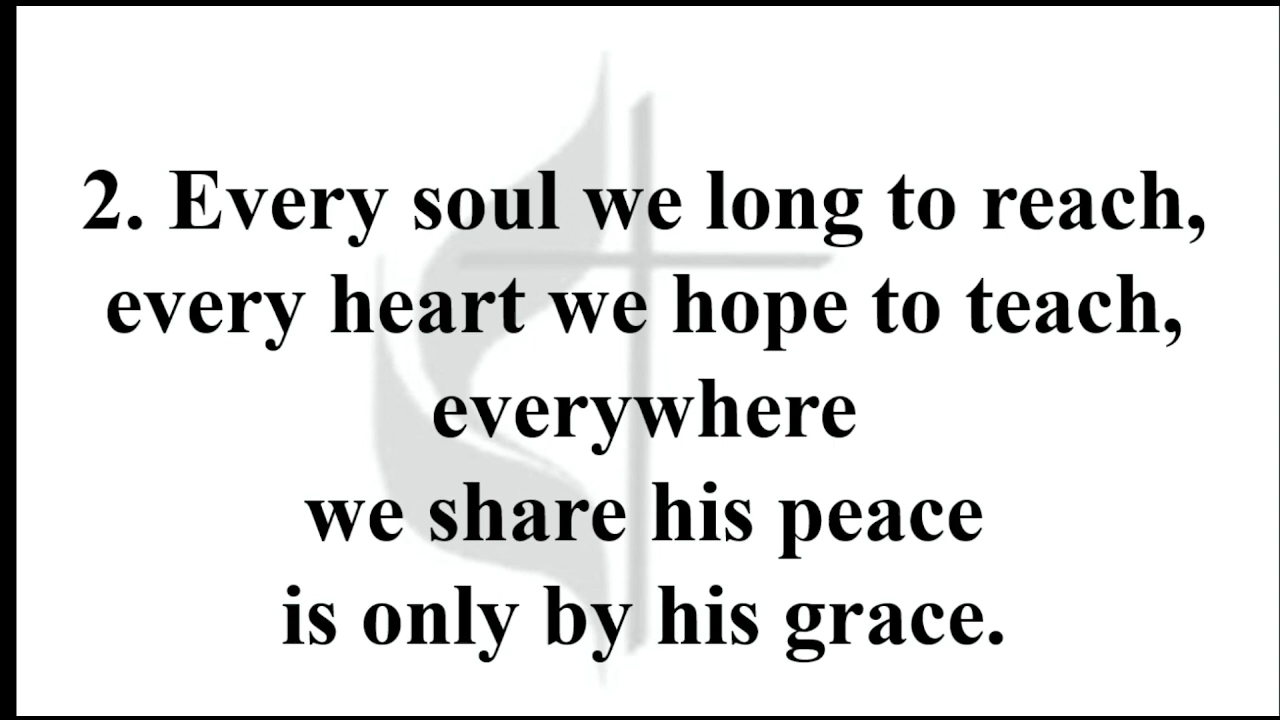 2. Every soul we long to reach,
every heart we hope to teach,
everywhere
we share his peace
is only by his grace.